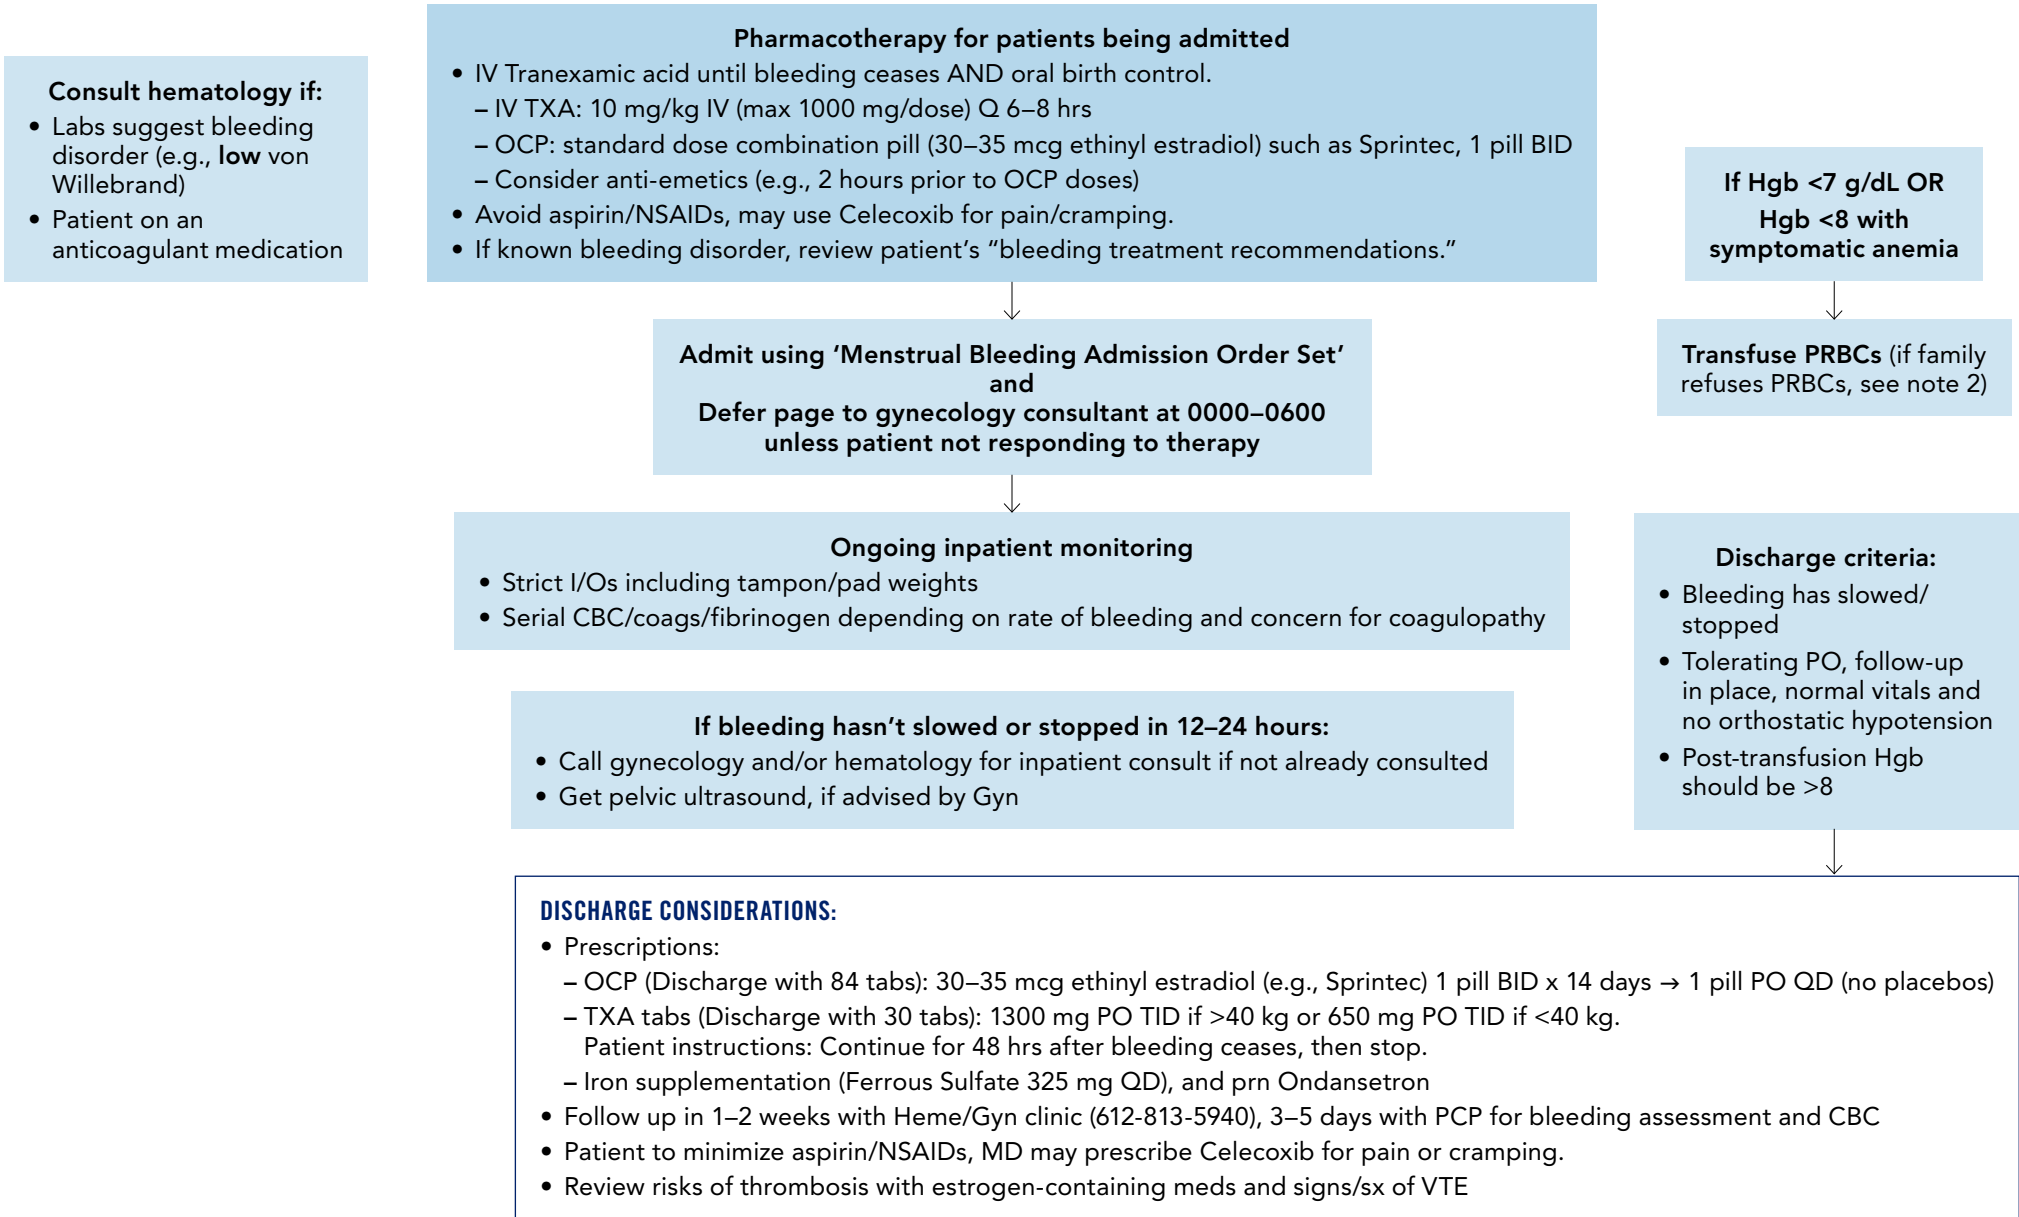 Consult hematology if:
• Labs suggest bleeding
disorder (e.g., low von
Willebrand)
• Patient on an
anticoagulant medication
Pharmacotherapy for patients being admitted
• IV Tranexamic acid until bleeding ceases AND oral birth control.
– IV TXA: 10 mg/kg IV (max 1000 mg/dose) Q 6–8 hrs
– OCP: standard dose combination pill (30–35 mcg ethinyl estradiol) such as Sprintec, 1 pill BID
– Consider anti-emetics (e.g., 2 hours prior to OCP doses)
• Avoid aspirin/NSAIDs, may use Celecoxib for pain/cramping.
• If known bleeding disorder, review patient’s “bleeding treatment recommendations.”
If Hgb <7 g/dL OR
Hgb <8 with
symptomatic anemia
Transfuse PRBCs (if family
refuses PRBCs, see note 2)
Admit using ‘Menstrual Bleeding Admission Order Set’
and
Defer page to gynecology consultant at 0000–0600
unless patient not responding to therapy
Ongoing inpatient monitoring
• Strict I/Os including tampon/pad weights
• Serial CBC/coags/fibrinogen depending on rate of bleeding and concern for coagulopathy
If bleeding hasn’t slowed or stopped in 12–24 hours:
• Call gynecology and/or hematology for inpatient consult if not already consulted
• Get pelvic ultrasound, if advised by Gyn
Discharge criteria:
• Bleeding has slowed/
stopped
• Tolerating PO, follow-up
in place, normal vitals and
no orthostatic hypotension
• Post-transfusion Hgb
should be >8
DISCHARGE CONSIDERATIONS:
• Prescriptions:
– OCP (Discharge with 84 tabs): 30–35 mcg ethinyl estradiol (e.g., Sprintec) 1 pill BID x 14 days → 1 pill PO QD (no placebos)
– TXA tabs (Discharge with 30 tabs): 1300 mg PO TID if >40 kg or 650 mg PO TID if <40 kg.
Patient instructions: Continue for 48 hrs after bleeding ceases, then stop.
– Iron supplementation (Ferrous Sulfate 325 mg QD), and prn Ondansetron
• Follow up in 1–2 weeks with Heme/Gyn clinic (612-813-5940), 3–5 days with PCP for bleeding assessment and CBC
• Patient to minimize aspirin/NSAIDs, MD may prescribe Celecoxib for pain or cramping.
• Review risks of thrombosis with estrogen-containing meds and signs/sx of VTE